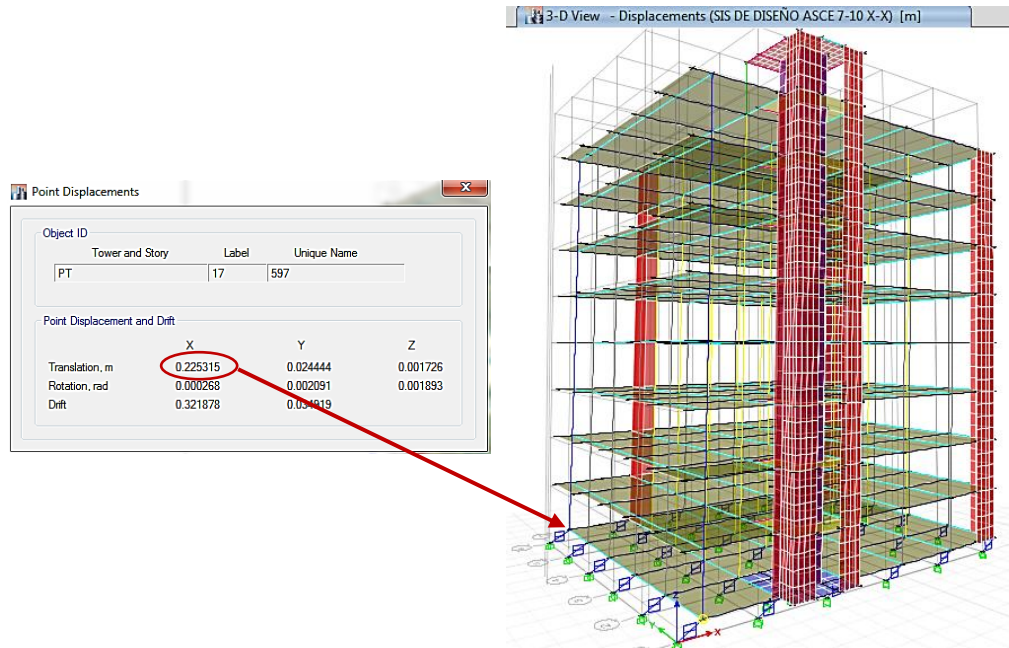 3-D View - Displacements (SIS DE DISEÑO ASCE 7-10 X-X) [m]
Point Displacements
Object ID
Tower and Story Label Unique Name
PT 17 597
Point Displacement and Drift
X Y Z
Translation, m 0.225315 0.024444 0.001726
Rotation, rad 0.000268 0.002091 0.001893
Drift 0.321878 0.034919
Z
Y X